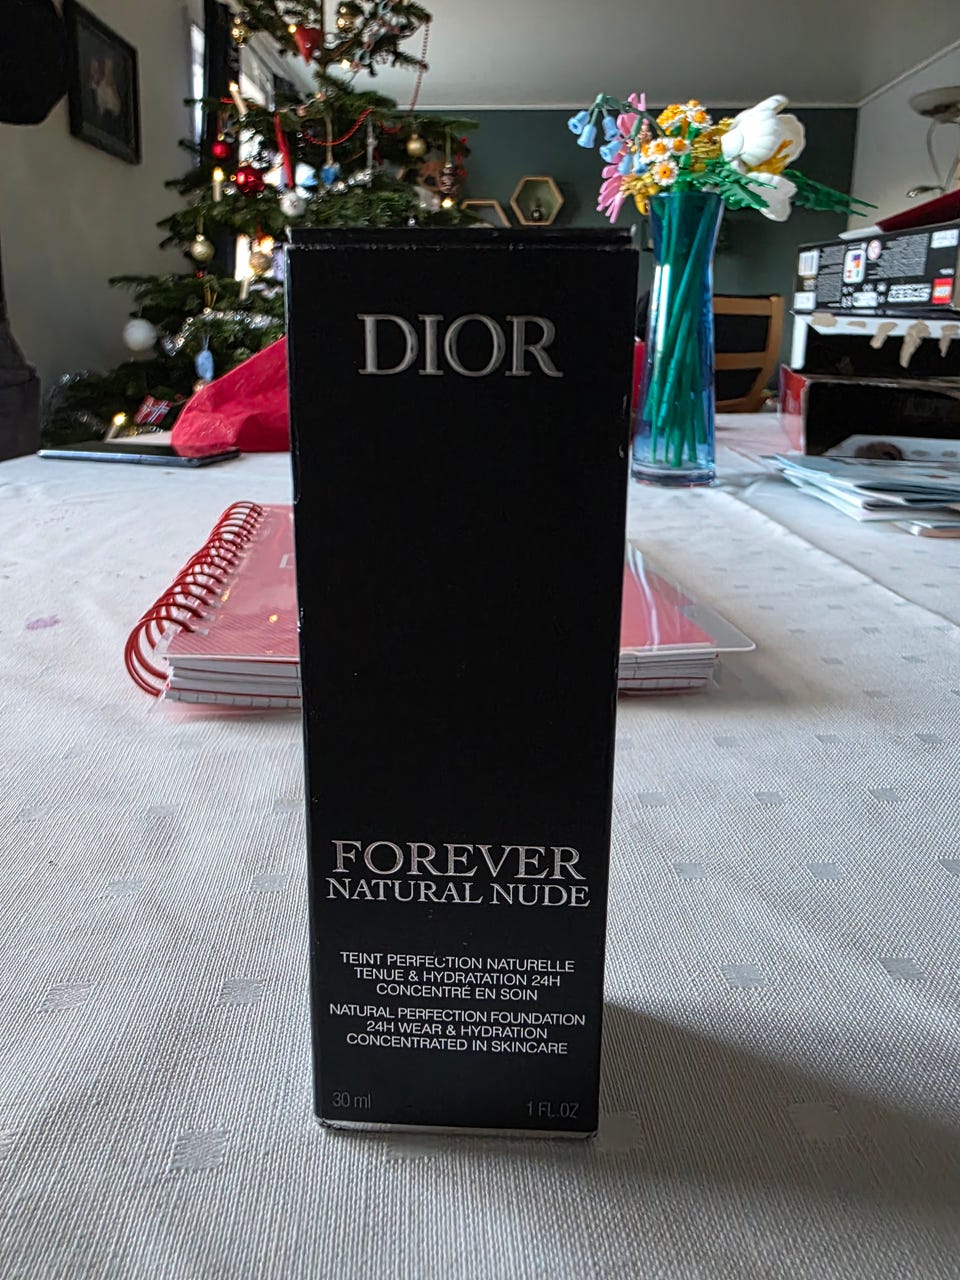 DIOR
FOREVER
NATURAL NUDE
TEINT PERFECTION NATURELLE
TENUE & HYDRATATION 24H
CONCENTRÉ EN SOIN
NATURAL PERFECTION FOUNDATION
24H WEAR & HYDRATION
CONCENTRATED IN SKINCARE
30 ml
1 FL.OZ